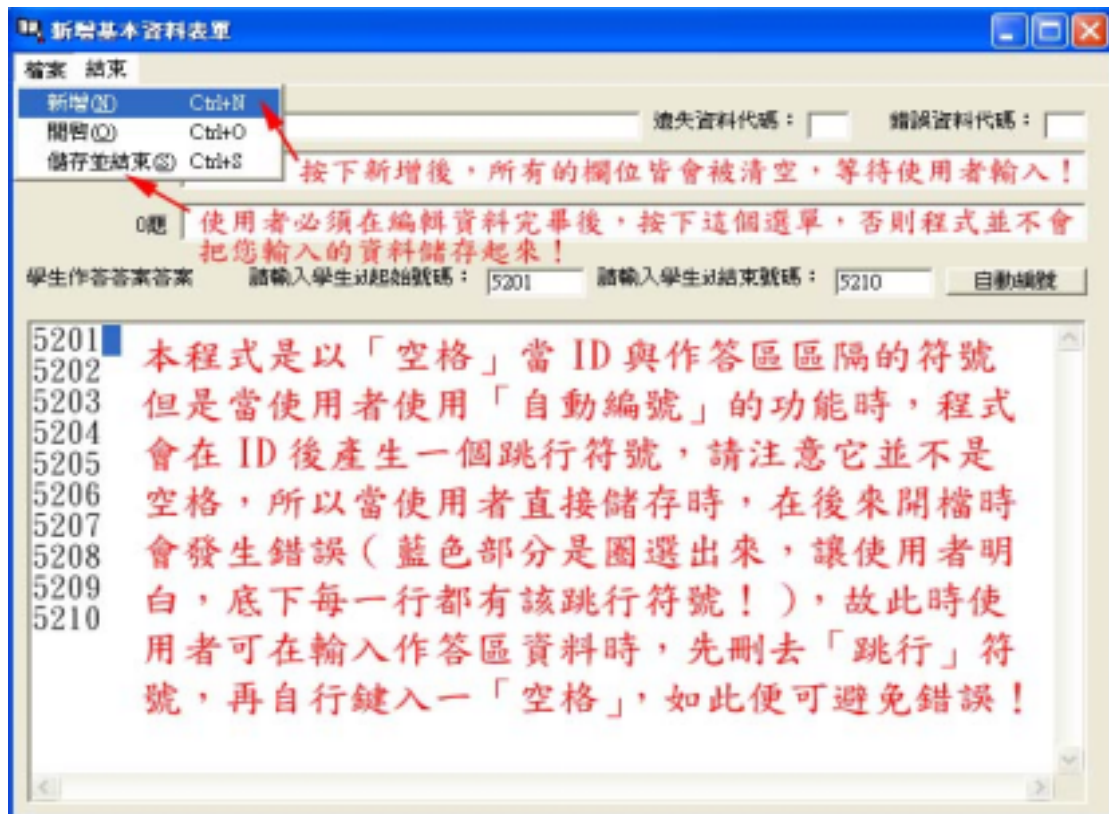 新增基本資料表單
檔案 結束
新增(N) Ctrl+N
開啓(O) Ctrl+O
儲存並結束(S) Ctrl+S
遺失資料代碼： 錯誤資料代碼：
按下新增後，所有的欄位皆會被清空，等待使用者輸入！
0題
使用者必須在編輯資料完畢後，按下這個選單，否則程式並不會
把您輸入的資料儲存起來！
學生作答答案答案 請輸入學生id起始號碼： 5201 請輸入學生id結束號碼： 5210 自動編號
5201
5202
5203
5204
5205
5206
5207
5208
5209
5210
本程式是以「空格」當 ID 與作答區區隔的符號
但是當使用者使用「自動編號」的功能時，程式
會在 ID 後產生一個跳行符號，請注意它並不是
空格，所以當使用者直接儲存時，在後來開檔時
會發生錯誤（藍色部分是圈選出來，讓使用者明
白，底下每一行都有該跳行符號！），故此時使
用者可在輸入作答區資料時，先刪去「跳行」符
號，再自行鍵入一「空格」，如此便可避免錯誤！